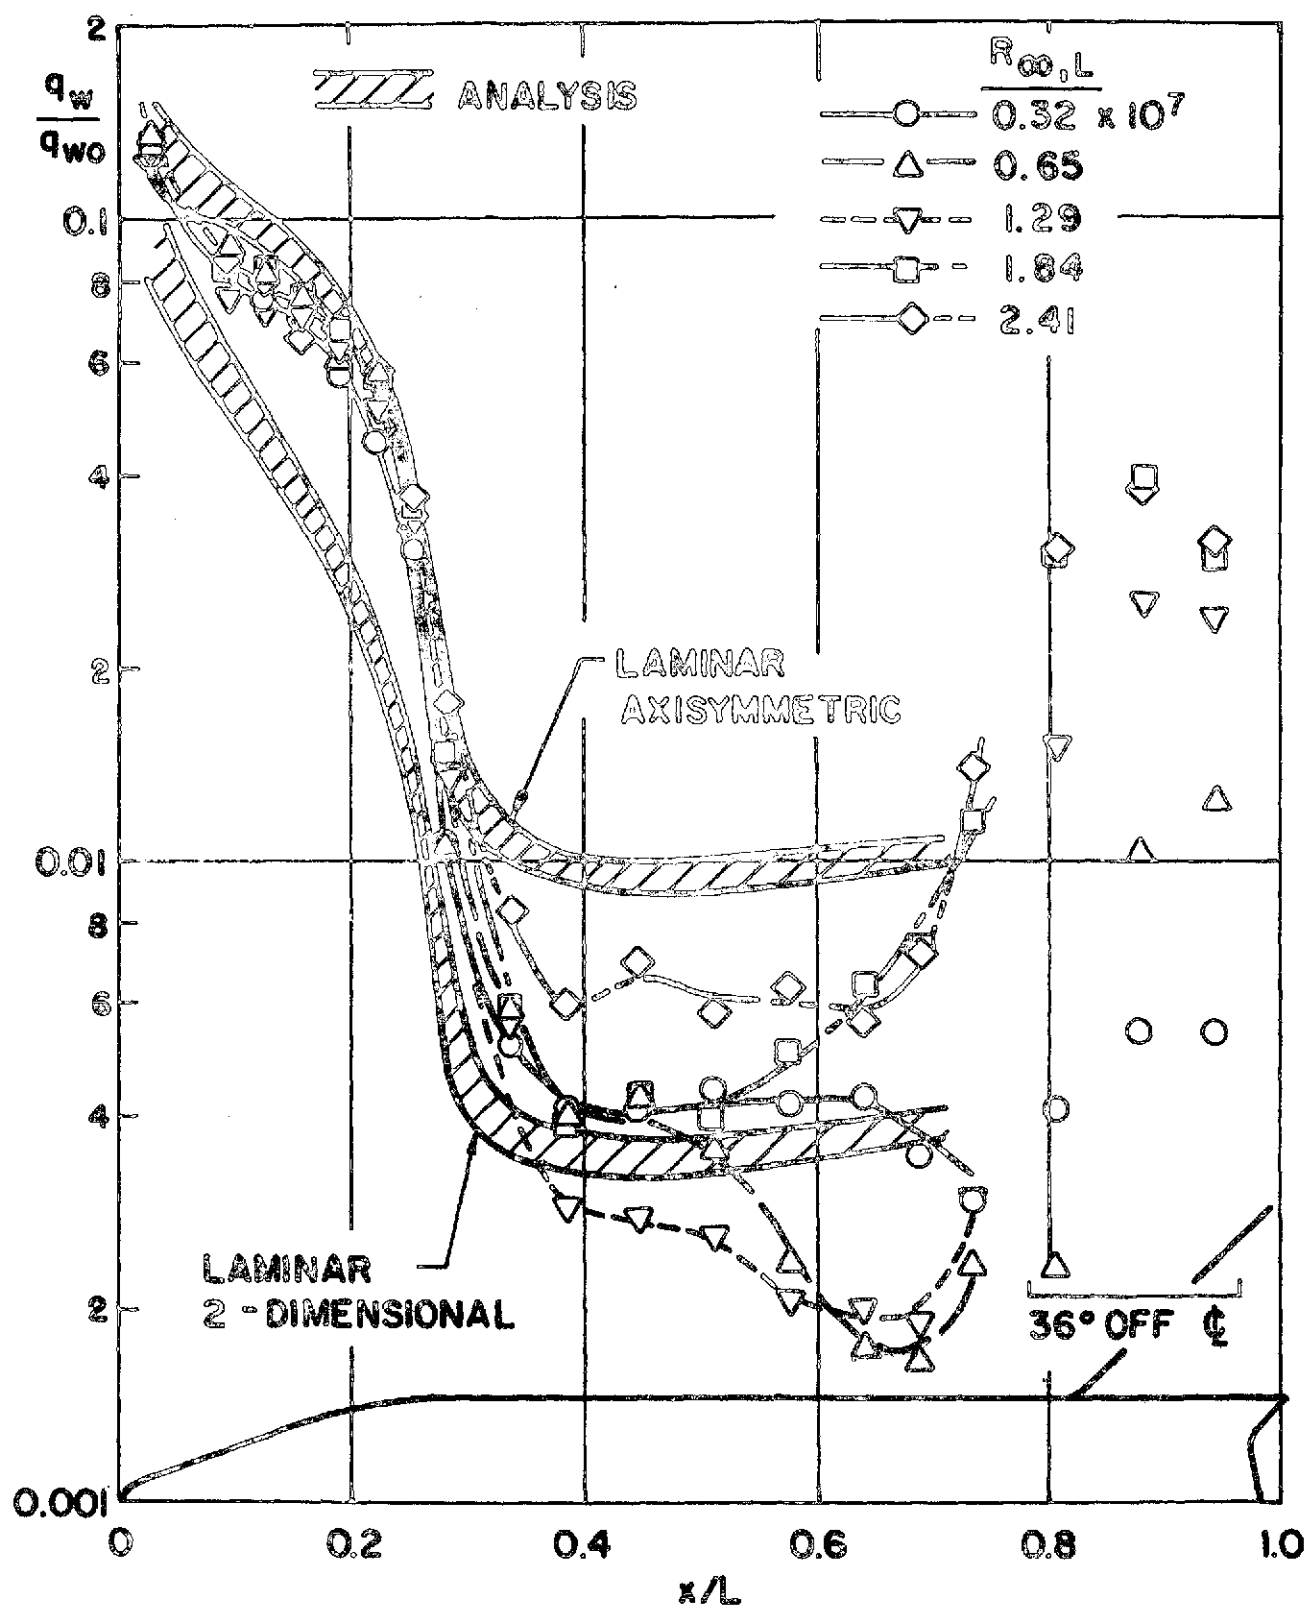 2
q_w
q_wo
ANALYSIS
R∞,L
0.32 x 10^7
0.65
1.29
1.84
2.41
0.1
8
6
4
2
LAMINAR
AXISYMMETRIC
0.01
8
6
4
LAMINAR
2-DIMENSIONAL
2
36° OFF ℄
0.001
0
0.2
0.4
0.6
0.8
1.0
x/L